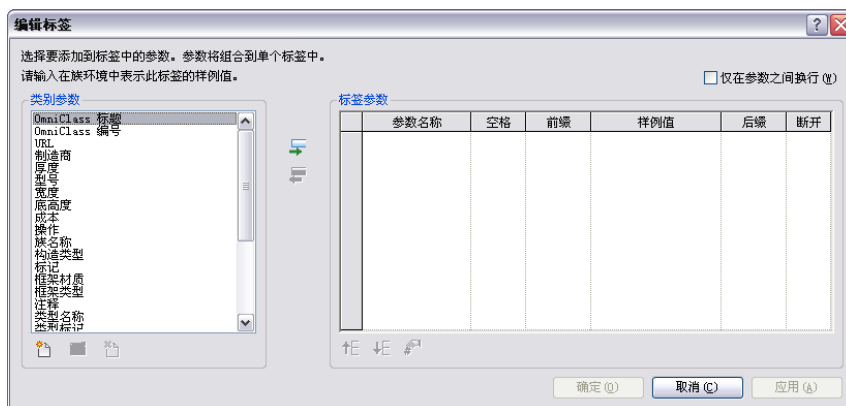 编辑标签
选择要添加到标签中的参数。参数将组合到单个标签中。
请输入在族环境中表示此标签的样例值。
仅在参数之间换行(W)
类别参数
OmniClass 标题
OmniClass 编号
URL
制造商
厚度
型号
宽度
底高度
成本
操作
族名称
构造类型
标记
框架材质
框架类型
注释
类型名称
类型标记
标签参数
参数名称 空格 前缀 样例值 后缀 断开
确定(O) 取消(C) 应用(A)